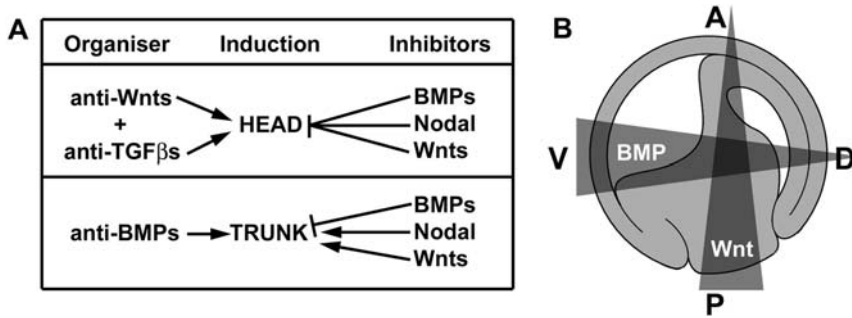 A
Organiser Induction Inhibitors
anti-Wnts
+
anti-TGFβs
HEAD
BMPs
Nodal
Wnts
anti-BMPs
TRUNK
BMPs
Nodal
Wnts
B
A
V
BMP
D
Wnt
P